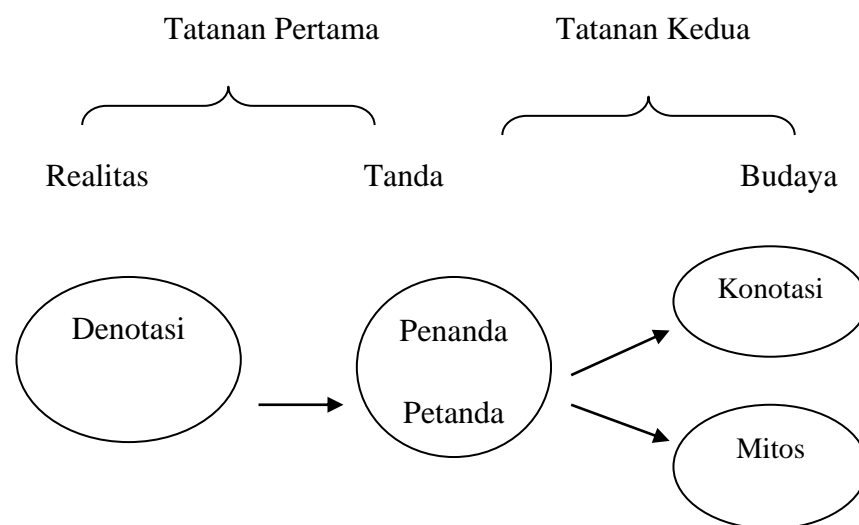 Tatanan Pertama Tatanan Kedua
Realitas Tanda Budaya
Konotasi
Denotasi Penanda
Petanda
Mitos